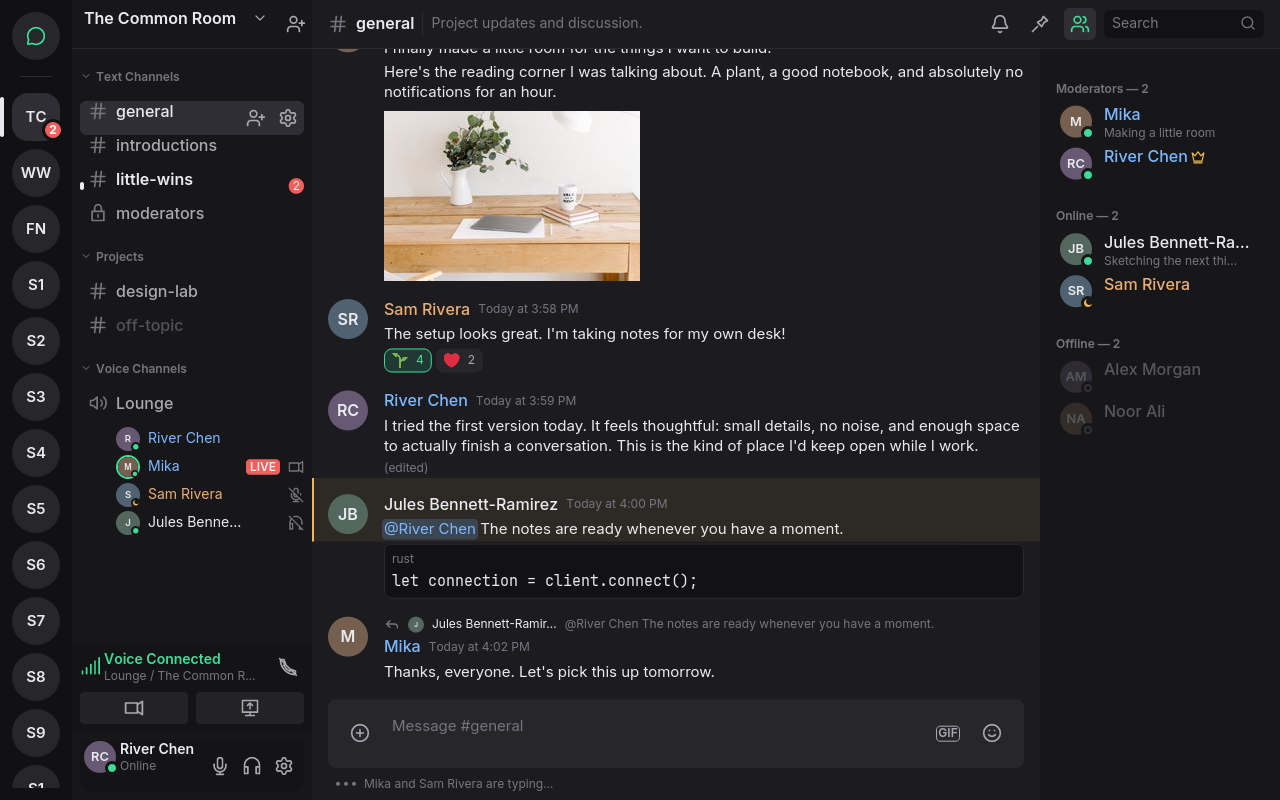 TC
2
WW
FN
S1
S2
S3
S4
S5
S6
S7
S8
S9
The Common Room
Text Channels
general
introductions
little-wins
2
moderators
Projects
design-lab
off-topic
Voice Channels
Lounge
R
River Chen
M
Mika
LIVE
S
Sam Rivera
J
Jules Benne...
Voice Connected
Lounge / The Common R...
RC
River Chen
Online
# general
Project updates and discussion.
Search
I finally made a little room for the things I want to build.
Here's the reading corner I was talking about. A plant, a good notebook, and absolutely no
notifications for an hour.
SR
Sam Rivera Today at 3:58 PM
The setup looks great. I'm taking notes for my own desk!
4
2
RC
River Chen Today at 3:59 PM
I tried the first version today. It feels thoughtful: small details, no noise, and enough space
to actually finish a conversation. This is the kind of place I'd keep open while I work.
(edited)
JB
Jules Bennett-Ramirez Today at 4:00 PM
@River Chen The notes are ready whenever you have a moment.
rust
let connection = client.connect();
J
Jules Bennett-Ramir... @River Chen The notes are ready whenever you have a moment.
M
Mika Today at 4:02 PM
Thanks, everyone. Let's pick this up tomorrow.
Message #general
GIF
Mika and Sam Rivera are typing...
Moderators — 2
M
Mika
Making a little room
RC
River Chen
Online — 2
JB
Jules Bennett-Ra...
Sketching the next thi...
SR
Sam Rivera
Offline — 2
AM
Alex Morgan
NA
Noor Ali